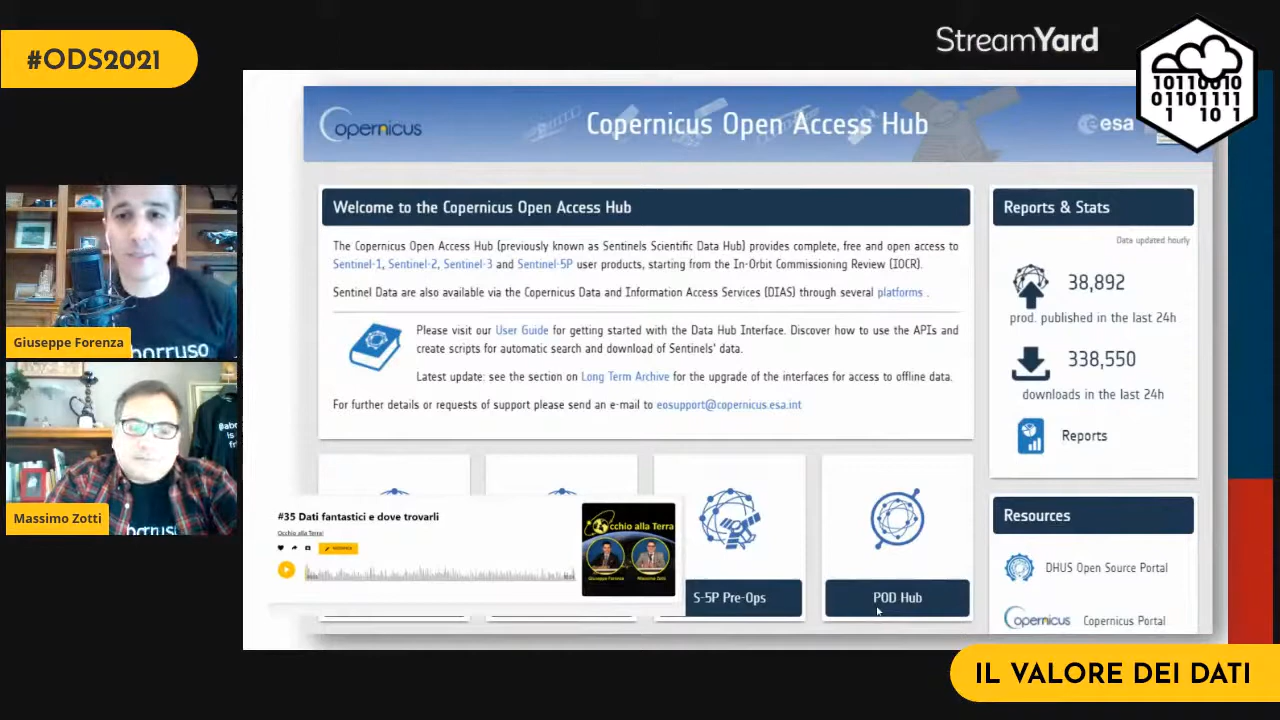 #ODS2021
StreamYard
10110010
01101111
1 10 1
Copernicus
Copernicus Open Access Hub
esa
Welcome to the Copernicus Open Access Hub
The Copernicus Open Access Hub (previously known as Sentinels Scientific Data Hub) provides complete, free and open access to
Sentinel-1, Sentinel-2, Sentinel-3 and Sentinel-5P user products, starting from the In-Orbit Commissioning Review (IOCR).
Sentinel Data are also available via the Copernicus Data and Information Access Services (DIAS) through several platforms .
Please visit our User Guide for getting started with the Data Hub Interface. Discover how to use the APIs and
create scripts for automatic search and download of Sentinels' data.
Latest update: see the section on Long Term Archive for the upgrade of the interfaces for access to offline data.
For further details or requests of support please send an e-mail to eosupport@copernicus.esa.int
Reports & Stats
Data updated hourly
38,892
prod. published in the last 24h
338,550
downloads in the last 24h
Reports
Resources
DHUS Open Source Portal
Copernicus
Copernicus Portal
#35 Dati fantastici e dove trovarli
Occhio alla Terra!
Occhio alla Terra
Giuseppe Forenza
Massimo Zotti
S-5P Pre-Ops
POD Hub
Giuseppe Forenza
Massimo Zotti
is
IL VALORE DEI DATI